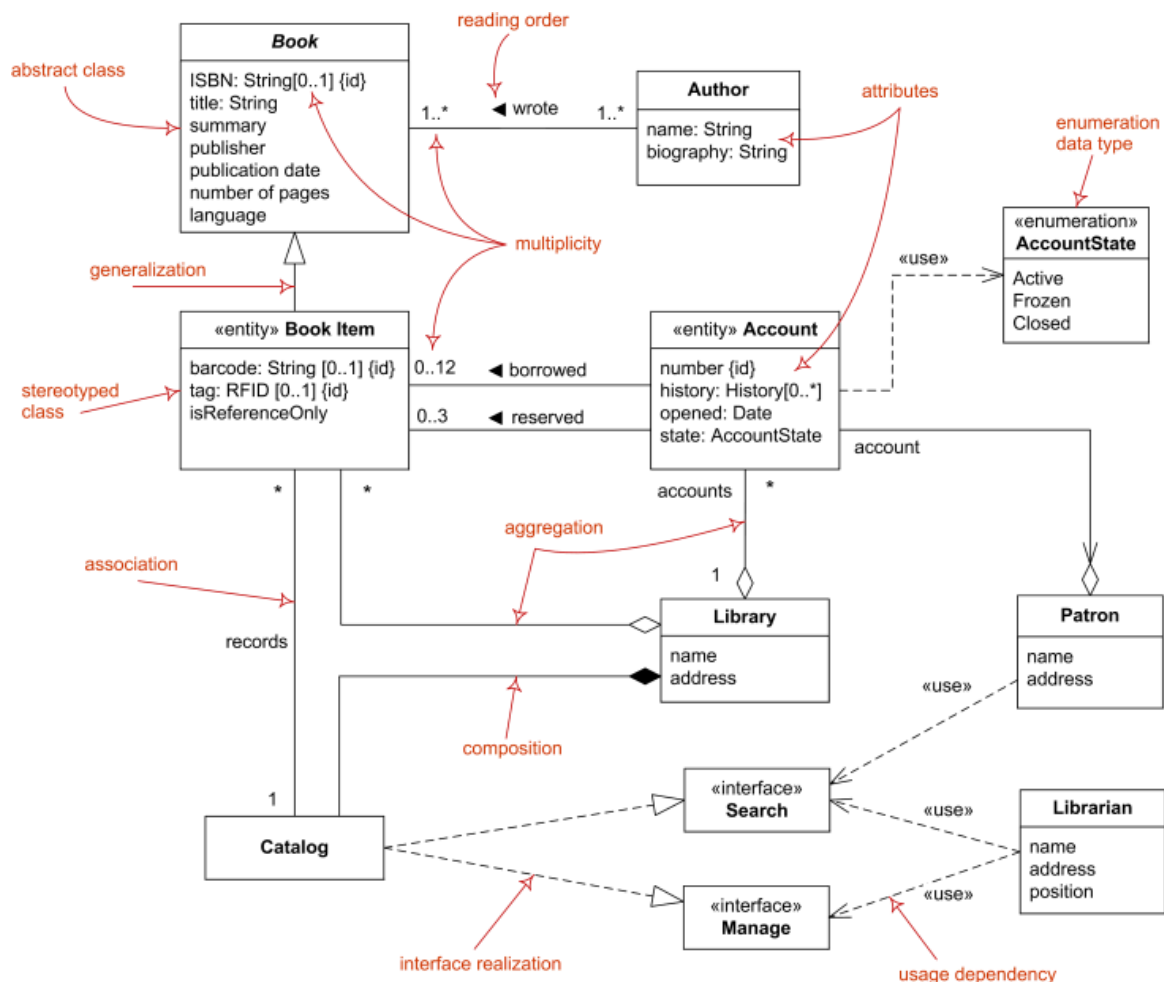 reading order
Book
abstract class
ISBN: String[0..1] {id}
title: String
summary
publisher
publication date
number of pages
language
1..*
◄ wrote
1..*
Author
name: String
biography: String
attributes
enumeration
data type
multiplicity
«enumeration»
AccountState
Active
Frozen
Closed
«use»
generalization
«entity» Book Item
barcode: String [0..1] {id}
tag: RFID [0..1] {id}
isReferenceOnly
stereotyped
class
0..12
◄ borrowed
0..3
◄ reserved
«entity» Account
number {id}
history: History[0..*]
opened: Date
state: AccountState
account
*
*
accounts
*
aggregation
association
1
Library
name
address
Patron
name
address
records
«use»
composition
1
Catalog
«interface»
Search
«use»
Librarian
name
address
position
«interface»
Manage
«use»
interface realization
usage dependency